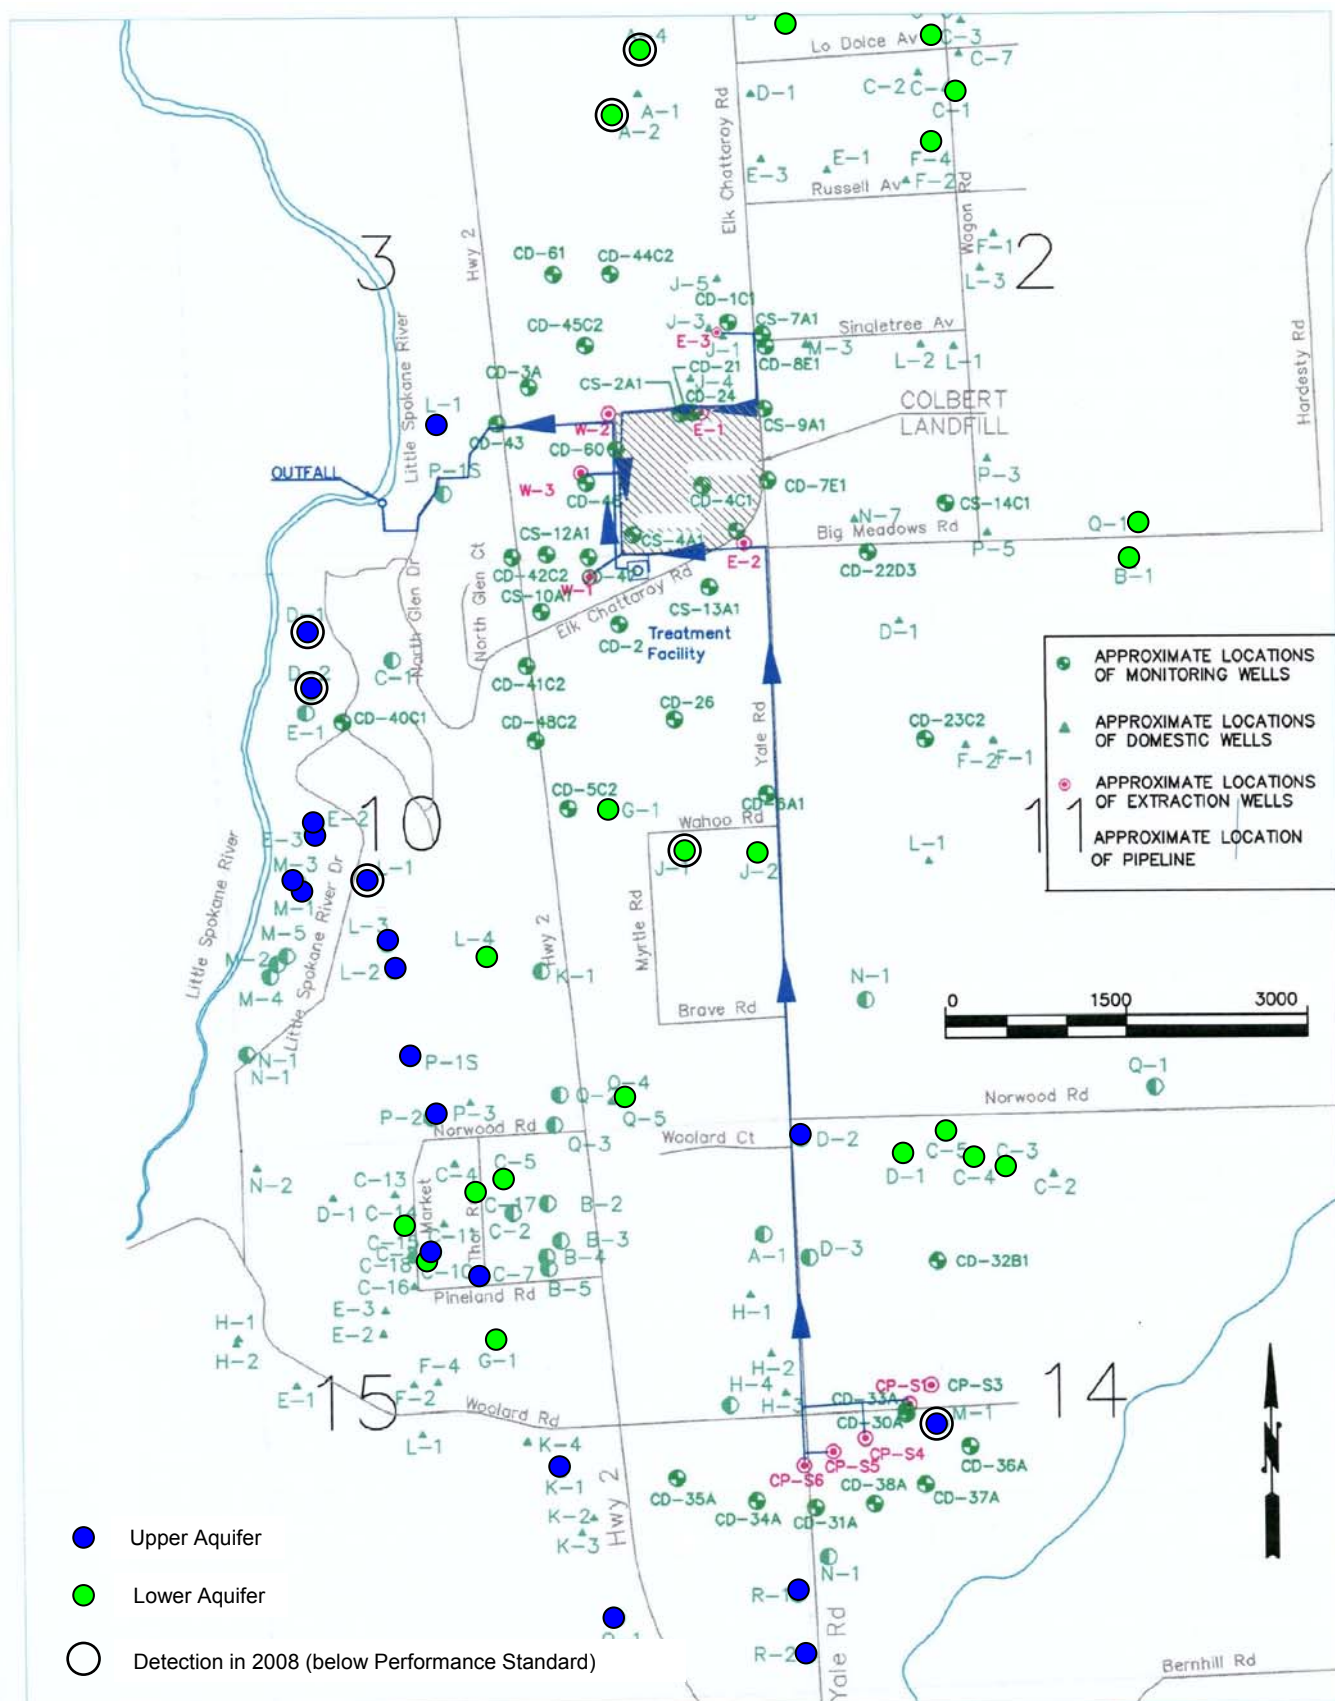 Lo Dolce Av
C-3
C-7
C-2
D-1
A-1
A-2
C-1
Elk Chattaroy Rd
F-4
E-1
E-3
Russell Av
F-2
Wagon Rd
3
2
F-1
L-3
Hwy 2
CD-61
CD-44C2
J-5
CD-1C1
J-3
CS-7A1
Singletree Av
CD-45C2
E-3
J-1
M-3
L-2
L-1
CD-8E1
CD-21
Hardesty Rd
Little Spokane River
CD-3A
CS-2A1
J-4
CD-24
COLBERT
LANDFILL
L-1
W-2
E-1
CS-9A1
CD-43
CD-60
P-1S
OUTFALL
W-3
CD-4C1
CD-7E1
P-3
CS-14C1
N-7
Big Meadows Rd
Q-1
P-5
CS-12A1
CS-4A1
E-2
CD-22D3
B-1
CD-42C2
W-1
CS-10A1
Elk Chattaroy Rd
CS-13A1
North Glen Dr
North Glen Ct
CD-2
Treatment
Facility
D-1
C-1
CD-41C2
E-1
CD-40C1
CD-48C2
CD-26
Yale Rd
CD-23C2
F-2
F-1
APPROXIMATE LOCATIONS
OF MONITORING WELLS
APPROXIMATE LOCATIONS
OF DOMESTIC WELLS
APPROXIMATE LOCATIONS
OF EXTRACTION WELLS
APPROXIMATE LOCATION
OF PIPELINE
CD-5C2
G-1
CD-6A1
Wahoo Rd
10
11
E-2
E-3
Little Spokane River
M-3
L-1
J-1
J-2
L-1
M-1
Little Spokane River Dr
Myrtle Rd
M-5
L-3
L-4
Hwy 2
M-2
L-2
K-1
M-4
N-1
Brave Rd
0 1500 3000
N-1
N-1
P-1S
Q-4
Q-1
P-2
P-3
Q-5
Norwood Rd
Norwood Rd
Q-3
Woolard Ct
D-2
C-5
C-3
D-1
C-4
C-2
N-2
C-13
C-4
C-5
D-1
C-14
Market
C-17
B-2
C-2
C-11
B-3
A-1
D-3
CD-32B1
C-18
C-10
C-7
B-4
C-16
B-5
Pineland Rd
H-1
E-3
H-1
E-2
H-2
G-1
H-2
E-1
F-4
F-2
H-4
H-3
15
14
CP-S1
CP-S3
CD-33A
M-1
CD-30A
Woolard Rd
L-1
K-4
CP-S4
CP-S5
CD-36A
K-1
CP-S6
CD-38A
CD-37A
CD-35A
CD-34A
CD-31A
K-2
K-3
Hwy 2
N
Upper Aquifer
N-1
Lower Aquifer
R-1
R-2
Yale Rd
Detection in 2008 (below Performance Standard)
Bernhill Rd